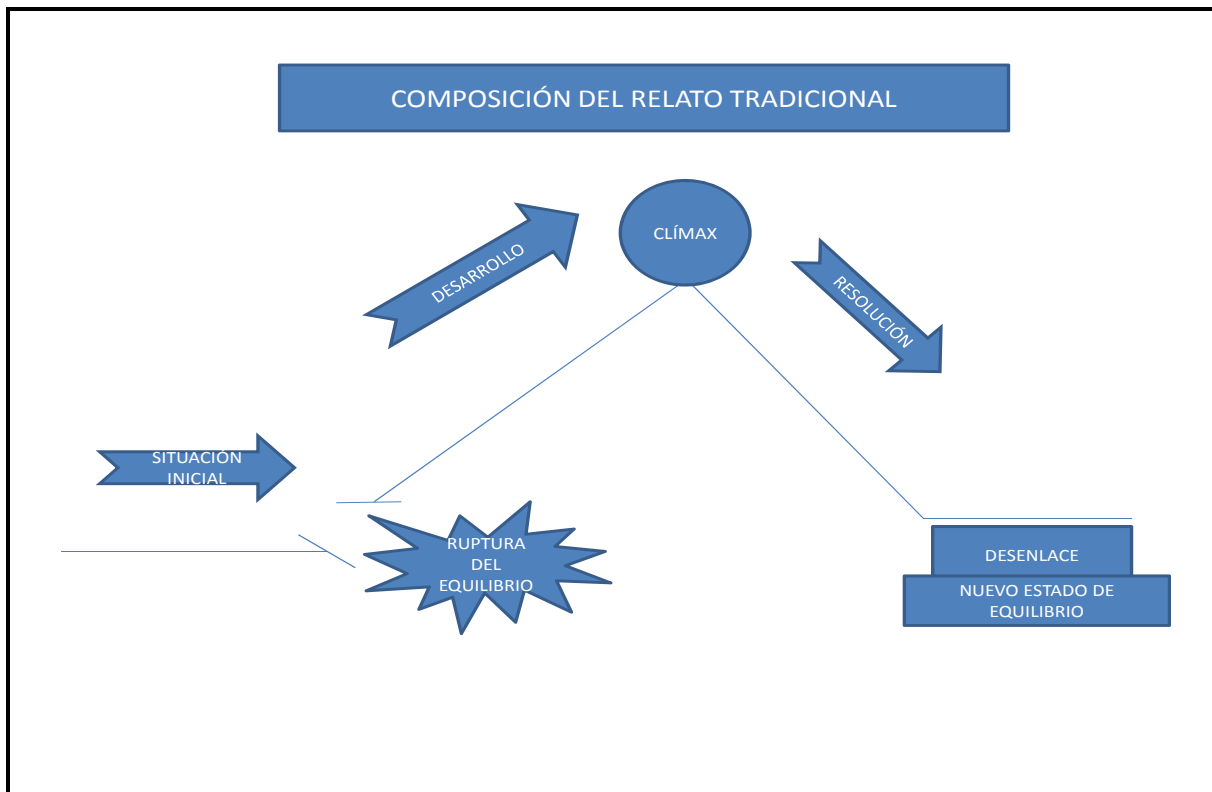 COMPOSICIÓN DEL RELATO TRADICIONAL
CLÍMAX
DESARROLLO
RESOLUCIÓN
SITUACIÓN
INICIAL
RUPTURA
DEL
EQUILIBRIO
DESENLACE
NUEVO ESTADO DE
EQUILIBRIO